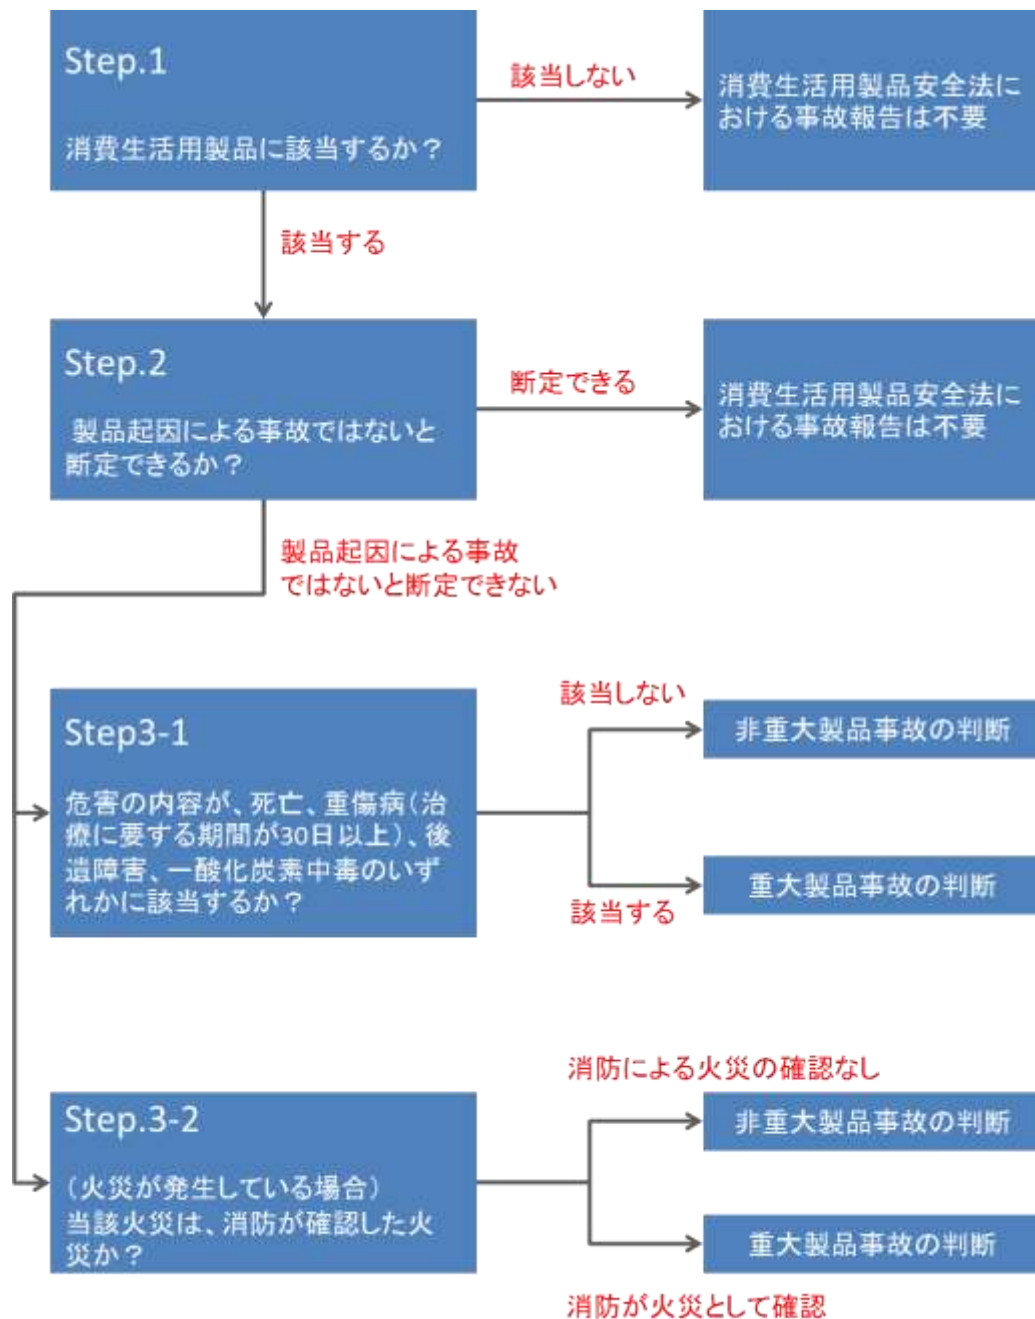 Step.1
消費生活用製品に該当するか？
該当しない
消費生活用製品安全法に
おける事故報告は不要
該当する
Step.2
製品起因による事故ではないと
断定できるか？
断定できる
消費生活用製品安全法に
おける事故報告は不要
製品起因による事故
ではないと断定できない
Step3-1
危害の内容が、死亡、重傷病（治
療に要する期間が30日以上）、後
遺障害、一酸化炭素中毒のいず
れかに該当するか？
該当しない
非重大製品事故の判断
該当する
重大製品事故の判断
Step.3-2
（火災が発生している場合）
当該火災は、消防が確認した火
災か？
消防による火災の確認なし
非重大製品事故の判断
重大製品事故の判断
消防が火災として確認